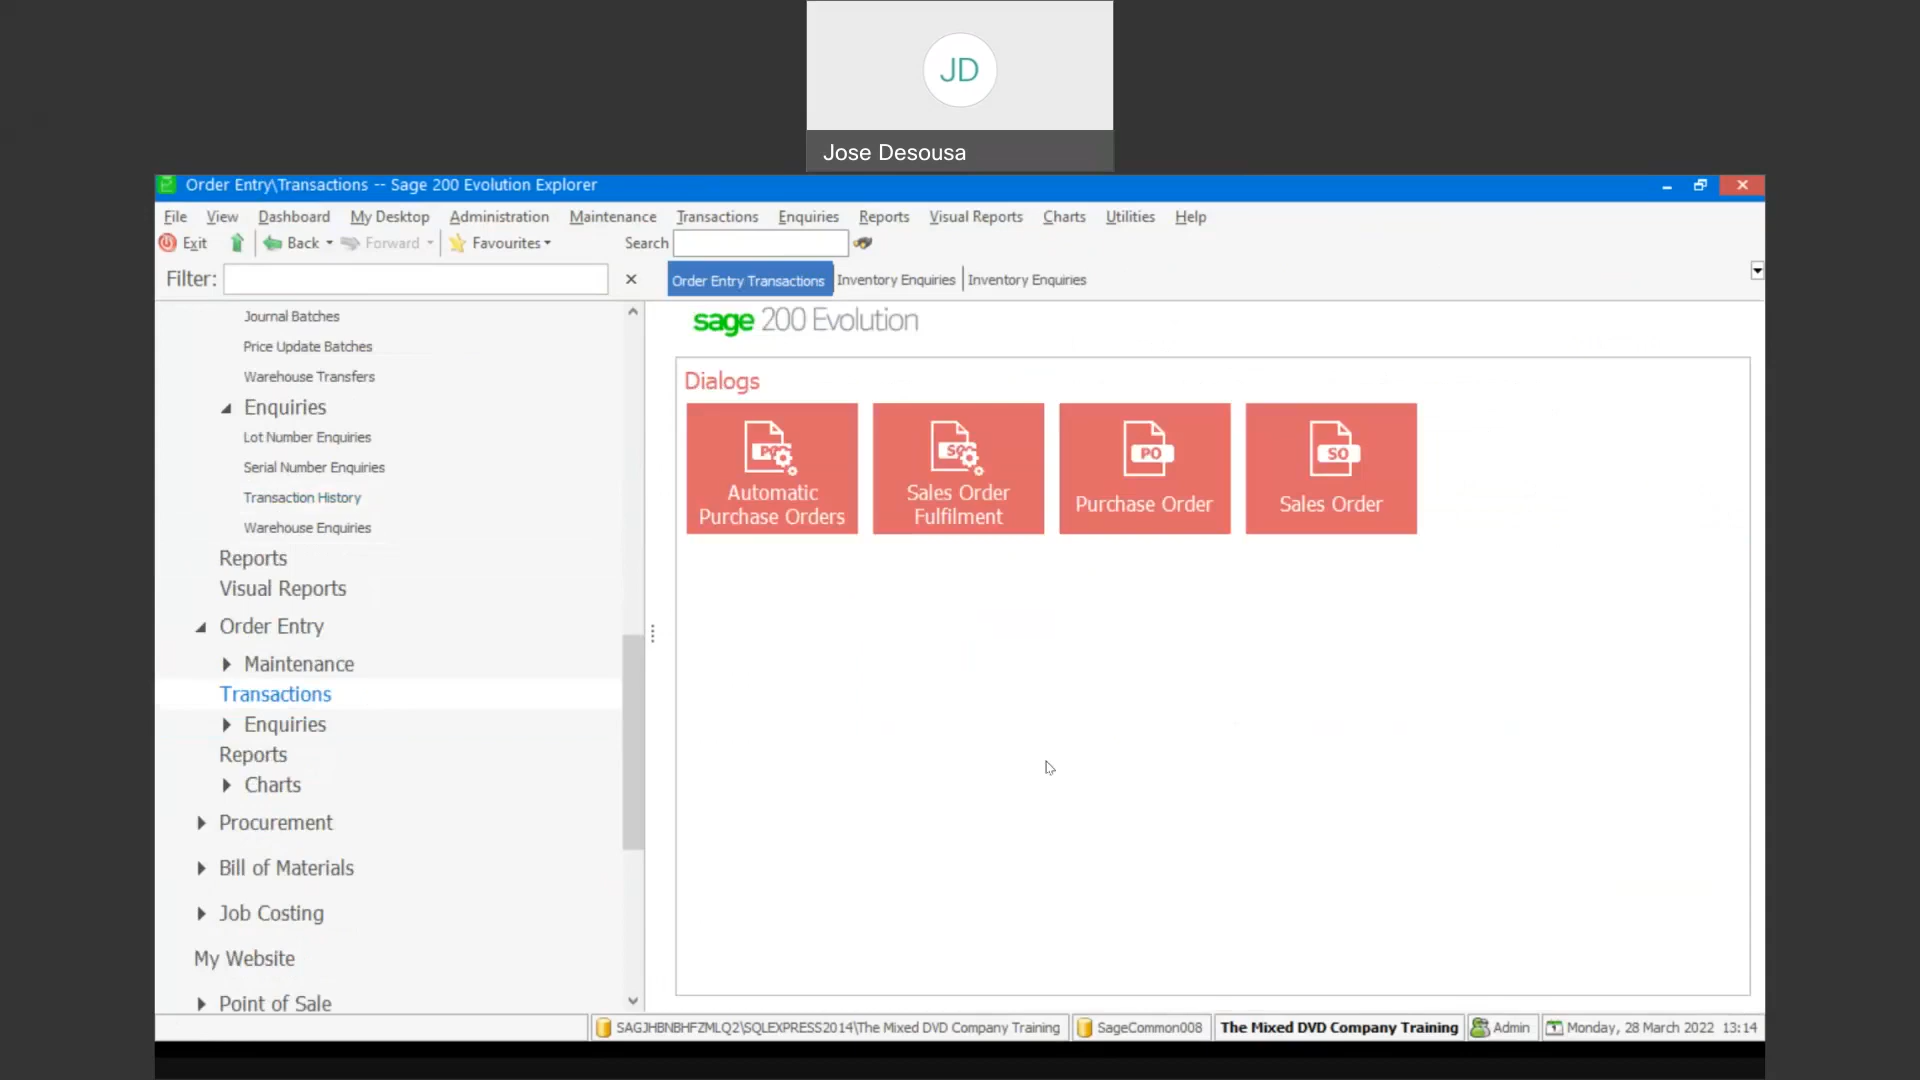 JD
Jose Desousa
Order Entry\Transactions -- Sage 200 Evolution Explorer
File View Dashboard My Desktop Administration Maintenance Transactions Enquiries Reports Visual Reports Charts Utilities Help
Exit Back Forward Favourites Search
Filter:
Order Entry Transactions Inventory Enquiries Inventory Enquiries
Journal Batches
Price Update Batches
Warehouse Transfers
Enquiries
Lot Number Enquiries
Serial Number Enquiries
Transaction History
Warehouse Enquiries
Reports
Visual Reports
Order Entry
Maintenance
Transactions
Enquiries
Reports
Charts
Procurement
Bill of Materials
Job Costing
My Website
Point of Sale
sage 200 Evolution
Dialogs
Automatic
Purchase Orders
Sales Order
Fulfilment
PO
Purchase Order
SO
Sales Order
SAGJHBNBHFZMLQ2\SQLEXPRESS2014\The Mixed DVD Company Training SageCommon008 The Mixed DVD Company Training Admin Monday, 28 March 2022 13:14